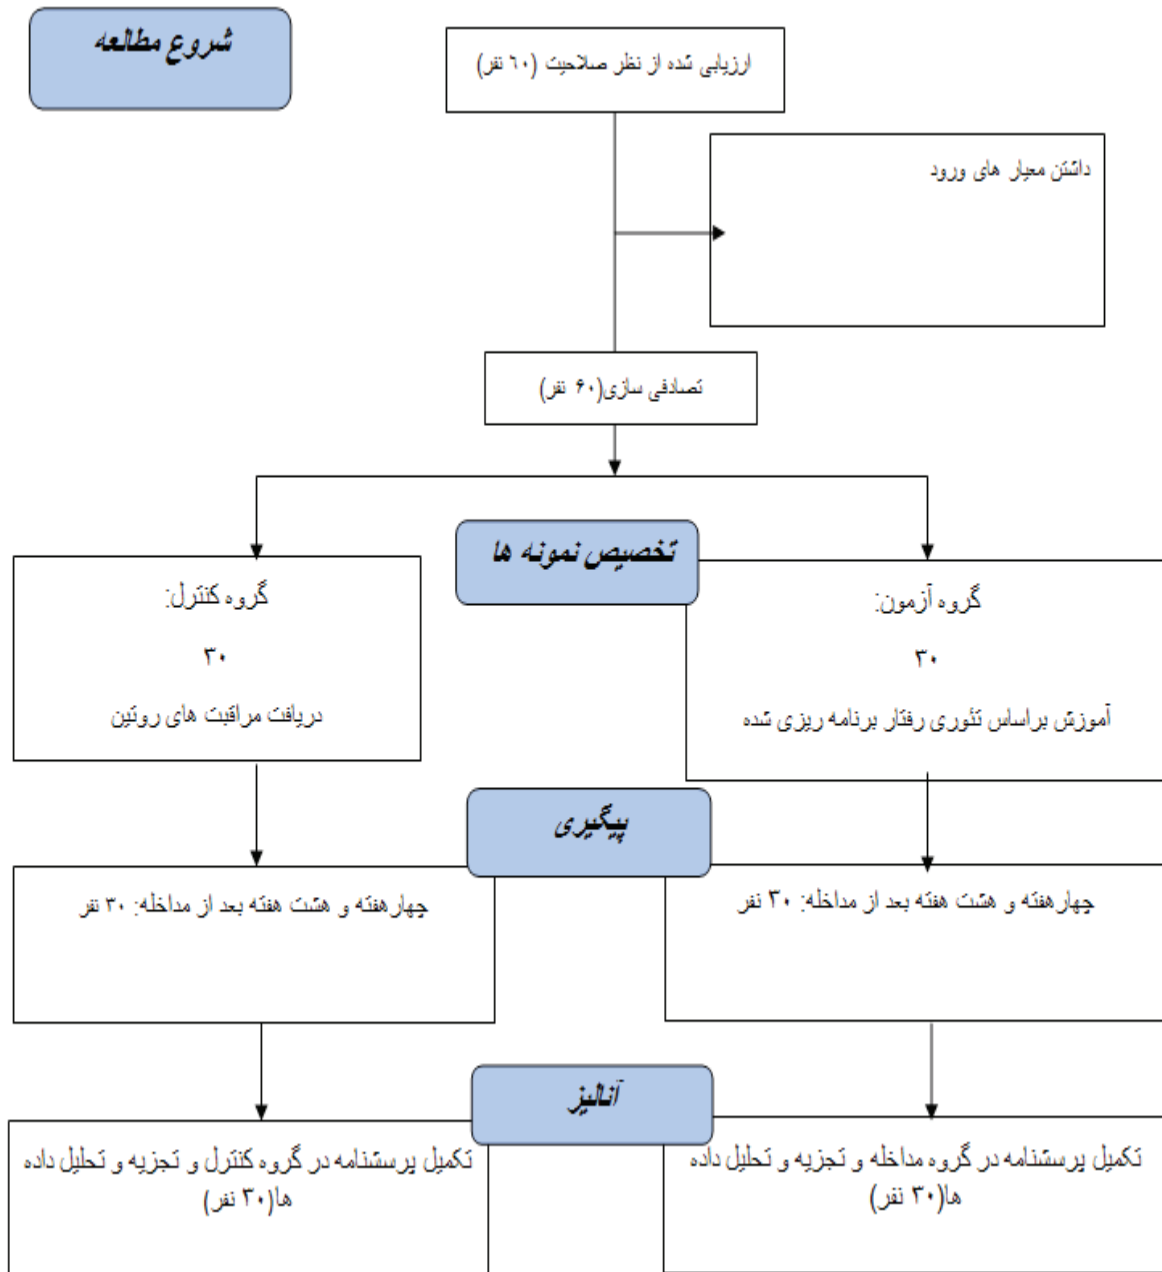 شروع مطالعه
ارزیابی شده از نظر صلاحیت (٦٠ نفر)
داشتن معیار های ورود
تصادفی سازی(۶۰ نفر)
تخصیص نمونه ها
گروه آزمون:
۳۰
آموزش براساس تئوری رفتار برنامه ریزی شده
گروه کنترل:
۳۰
دریافت مراقبت های روتین
پیگیری
چهارهفته و هشت هفته بعد از مداخله: ۳۰ نفر
چهارهفته و هشت هفته بعد از مداخله: ۳۰ نفر
آنالیز
تکمیل پرسشنامه در گروه مداخله و تجزیه و تحلیل داده
ها(۳۰ نفر)
تکمیل پرسشنامه در گروه کنترل و تجزیه و تحلیل داده
ها(۳۰ نفر)